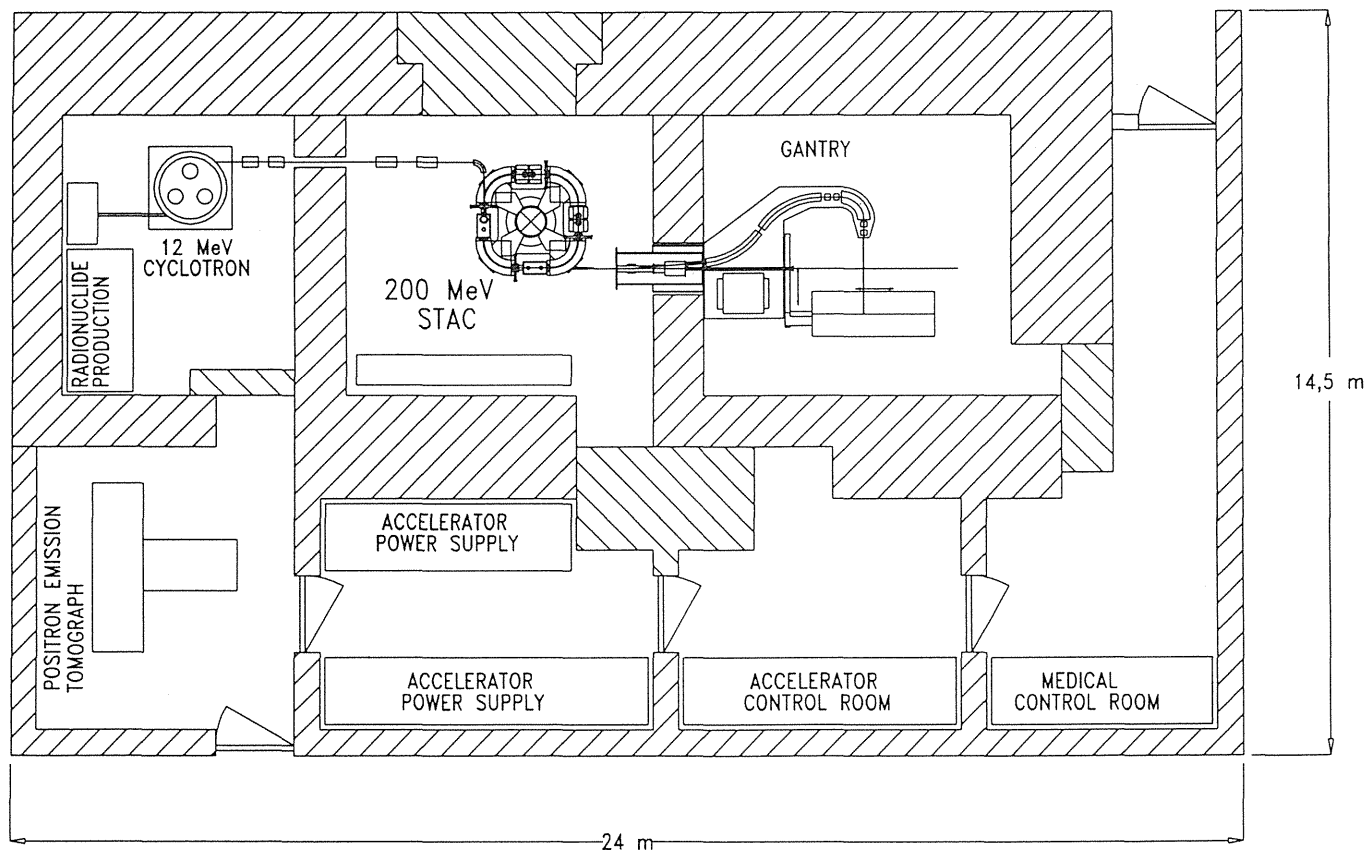 GANTRY
12 MeV
CYCLOTRON
200 MeV
STAC
RADIONUCLIDE
PRODUCTION
14,5 m
POSITRON EMISSION
TOMOGRAPH
ACCELERATOR
POWER SUPPLY
ACCELERATOR
POWER SUPPLY
ACCELERATOR
CONTROL ROOM
MEDICAL
CONTROL ROOM
24 m